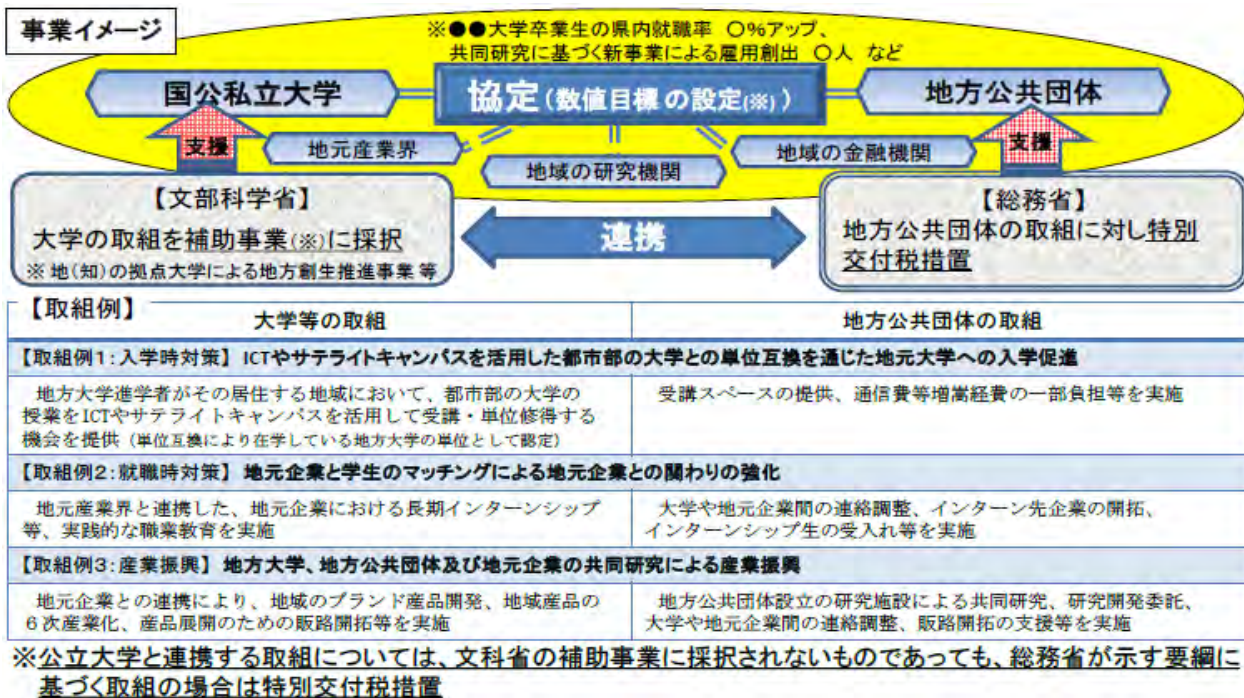 事業イメージ
※●●大学卒業生の県内就職率 〇%アップ、
共同研究に基づく新事業による雇用創出 〇人 など
国公私立大学
協定(数値目標の設定(※))
地方公共団体
支援
地元産業界
地域の研究機関
地域の金融機関
支援
【文部科学省】
大学の取組を補助事業(※)に採択
※ 地(知)の拠点大学による地方創生推進事業 等
連携
【総務省】
地方公共団体の取組に対し特別
交付税措置
【取組例】
大学等の取組
地方公共団体の取組
【取組例1:入学時対策】 ICTやサテライトキャンパスを活用した都市部の大学との単位互換を通じた地元大学への入学促進
地方大学進学者がその居住する地域において、都市部の大学の
授業をICTやサテライトキャンパスを活用して受講・単位修得する
機会を提供(単位互換により在学している地方大学の単位として認定)
受講スペースの提供、通信費等増嵩経費の一部負担等を実施
【取組例2:就職時対策】 地元企業と学生のマッチングによる地元企業との関わりの強化
地元産業界と連携した、地元企業における長期インターンシップ
等、実践的な職業教育を実施
大学や地元企業間の連絡調整、インターン先企業の開拓、
インターンシップ生の受入れ等を実施
【取組例3:産業振興】 地方大学、地方公共団体及び地元企業の共同研究による産業振興
地元企業との連携により、地域のブランド産品開発、地域産品の
6次産業化、産品展開のための販路開拓等を実施
地方公共団体設立の研究施設による共同研究、研究開発委託、
大学や地元企業間の連絡調整、販路開拓の支援等を実施
※公立大学と連携する取組については、文科省の補助事業に採択されないものであっても、総務省が示す要綱に
基づく取組の場合は特別交付税措置